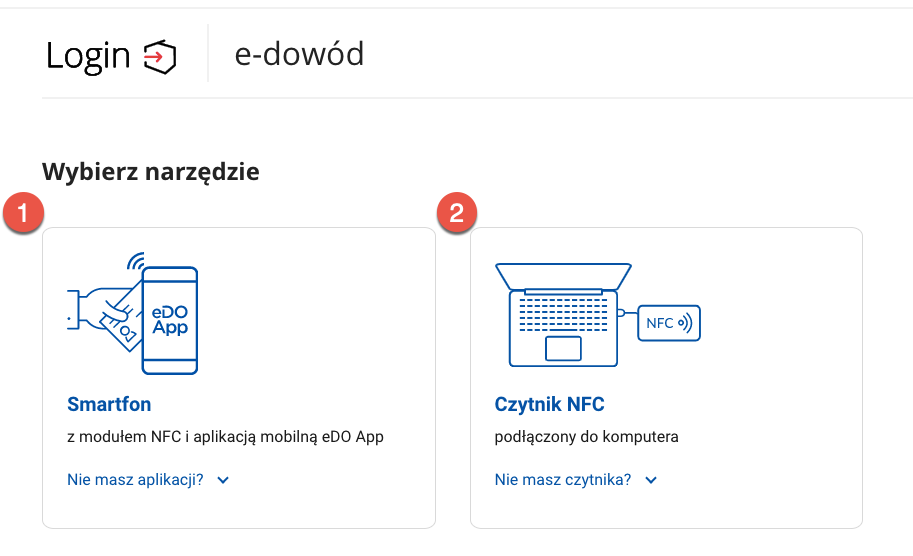 Login
e-dowód
Wybierz narzędzie
1
eDO
App
Smartfon
z modułem NFC i aplikacją mobilną eDO App
Nie masz aplikacji?
2
NFC
Czytnik NFC
podłączony do komputera
Nie masz czytnika?